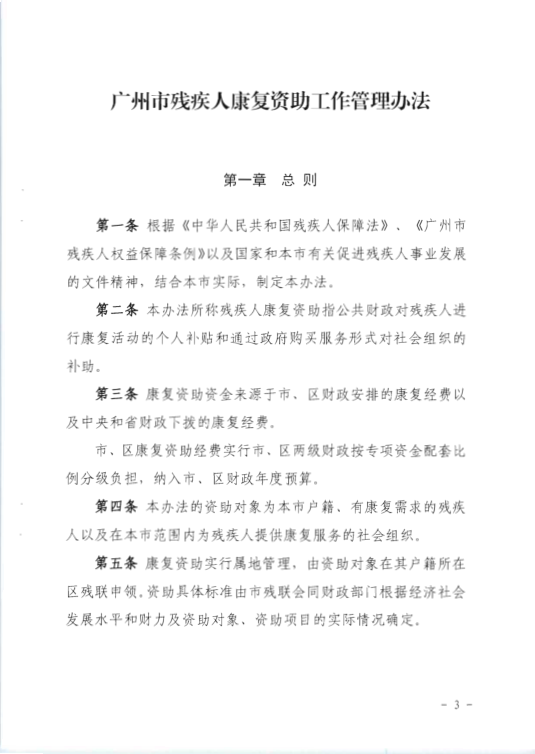 广州市残疾人康复资助工作管理办法
第一章 总 则
第一条 根据《中华人民共和国残疾人保障法》、《广州市
残疾人权益保障条例》以及国家和本市有关促进残疾人事业发展
的文件精神，结合本市实际，制定本办法。
第二条 本办法所称残疾人康复资助指公共财政对残疾人进
行康复活动的个人补贴和通过政府购买服务形式对社会组织的
补助。
第三条 康复资助资金来源于市、区财政安排的康复经费以
及中央和省财政下拨的康复经费。
市、区康复资助经费实行市、区两级财政按专项资金配套比
例分级负担，纳入市、区财政年度预算。
第四条 本办法的资助对象为本市户籍、有康复需求的残疾
人以及在本市范围内为残疾人提供康复服务的社会组织。
第五条 康复资助实行属地管理，由资助对象在其户籍所在
区残联申领。资助具体标准由市残联会同财政部门根据经济社会
发展水平和财力及资助对象、资助项目的实际情况确定。
- 3 -